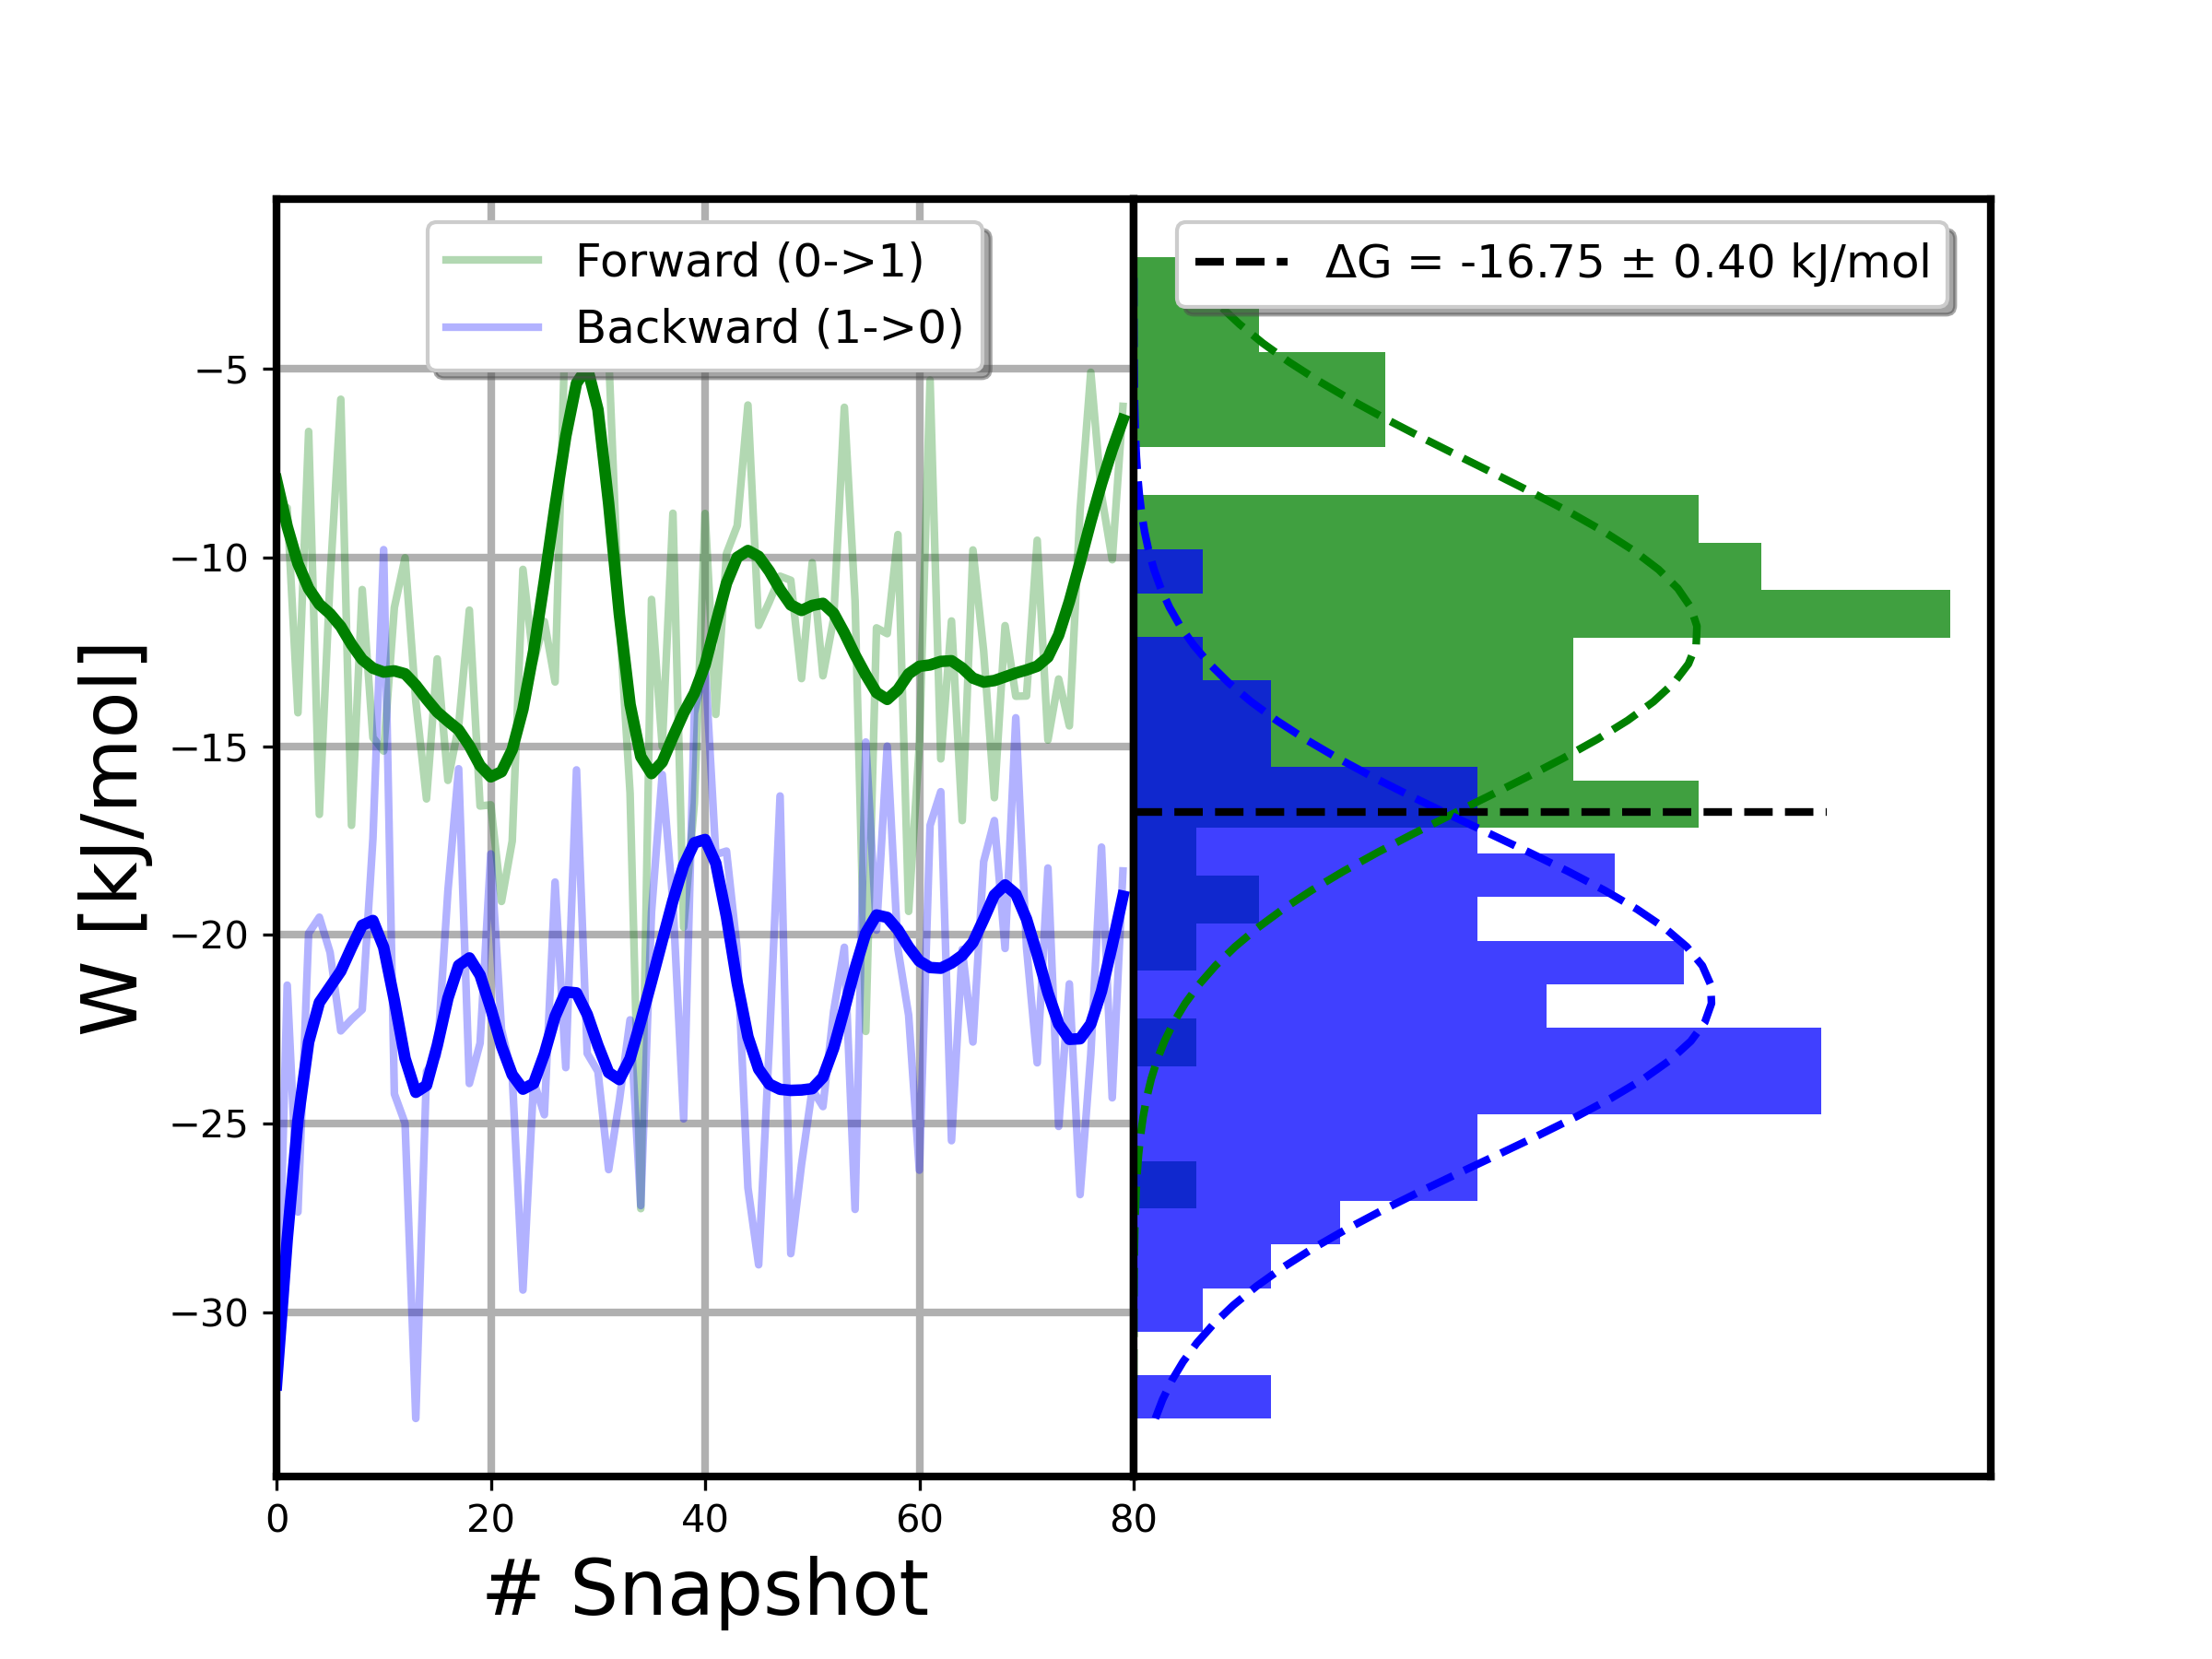 Forward (0->1)
Backward (1->0)
ΔG = -16.75 ± 0.40 kJ/mol
W [kJ/mol]
−5
−10
−15
−20
−25
−30
0 20 40 60 80
# Snapshot